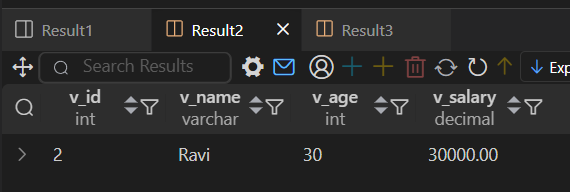 Result1 Result2 Result3
Search Results Exp
v_id v_name v_age v_salary
int varchar int decimal
2 Ravi 30 30000.00